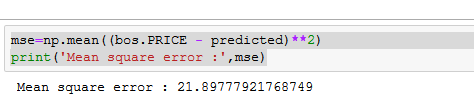 mse=np.mean((bos.PRICE - predicted)**2)
print('Mean square error :',mse)
Mean square error : 21.89777921768749